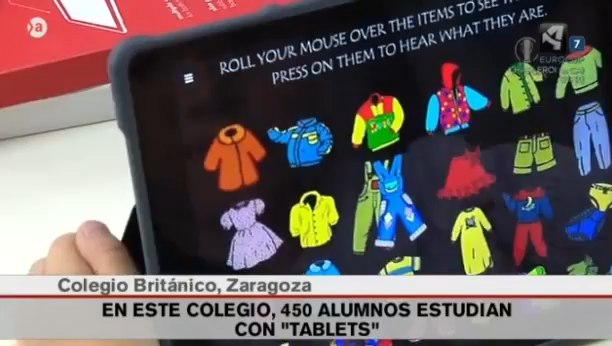 ROLL YOUR MOUSE OVER THE ITEMS TO SEE
PRESS ON THEM TO HEAR WHAT THEY ARE.
7
Colegio Británico, Zaragoza
EN ESTE COLEGIO, 450 ALUMNOS ESTUDIAN
CON "TABLETS"